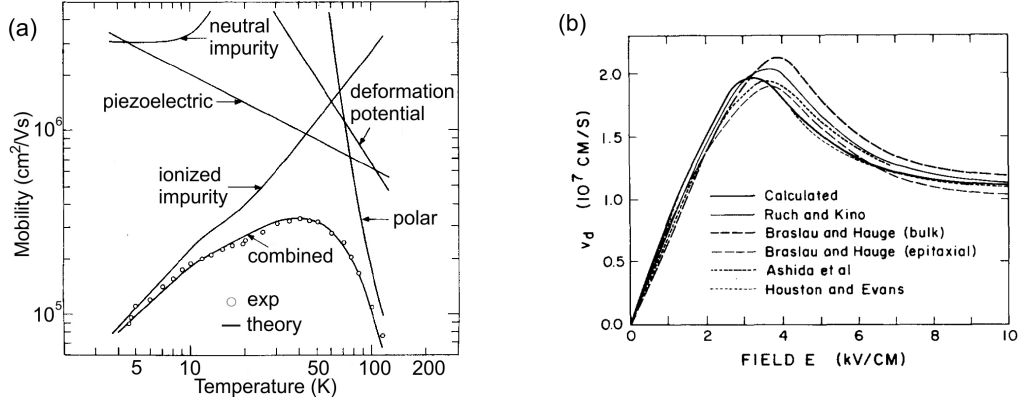 (a)
neutral
impurity
piezoelectric
deformation
potential
ionized
impurity
polar
combined
exp
theory
Mobility (cm²/Vs)
10⁶
10⁵
5
10
50
100
200
Temperature (K)
(b)
2.0
1.5
1.0
0.5
0.0
v_d (10⁷ CM/S)
Calculated
Ruch and Kino
Braslau and Hauge (bulk)
Braslau and Hauge (epitaxial)
Ashida et al
Houston and Evans
0
2
4
6
8
10
FIELD E (kV/CM)